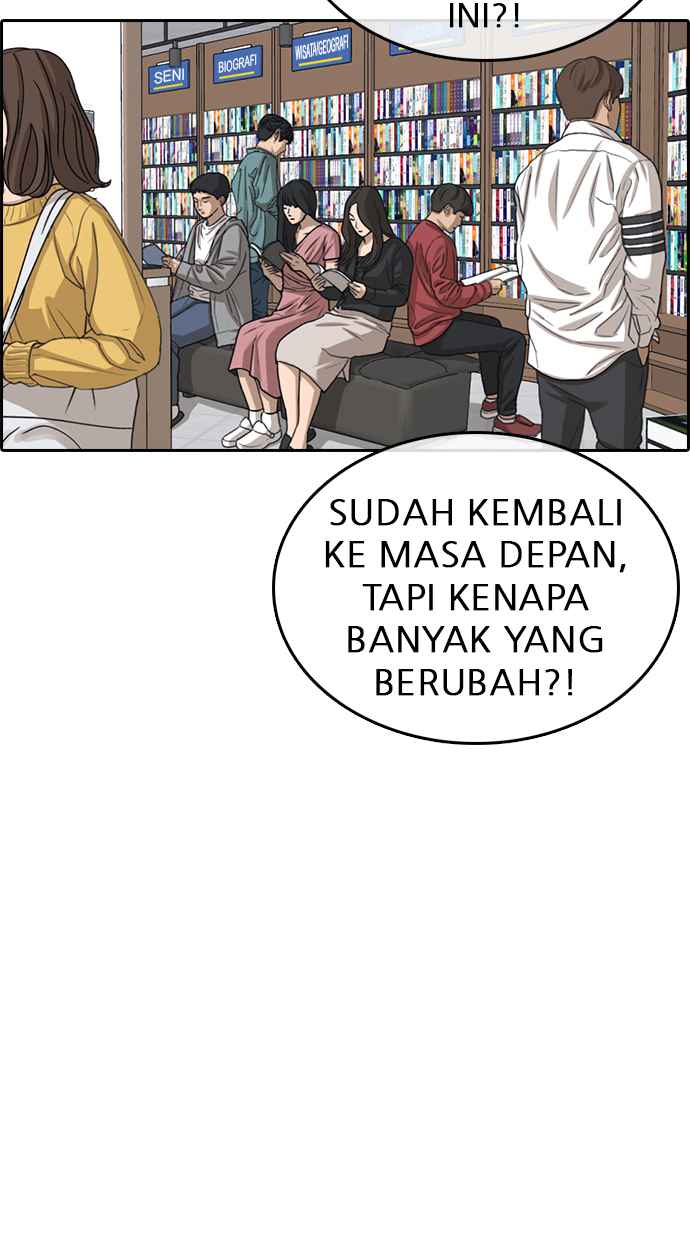 INI?!
SENI
BIOGRAFI
WISATA/GEOGRAFI
SUDAH KEMBALI
KE MASA DEPAN,
TAPI KENAPA
BANYAK YANG
BERUBAH?!